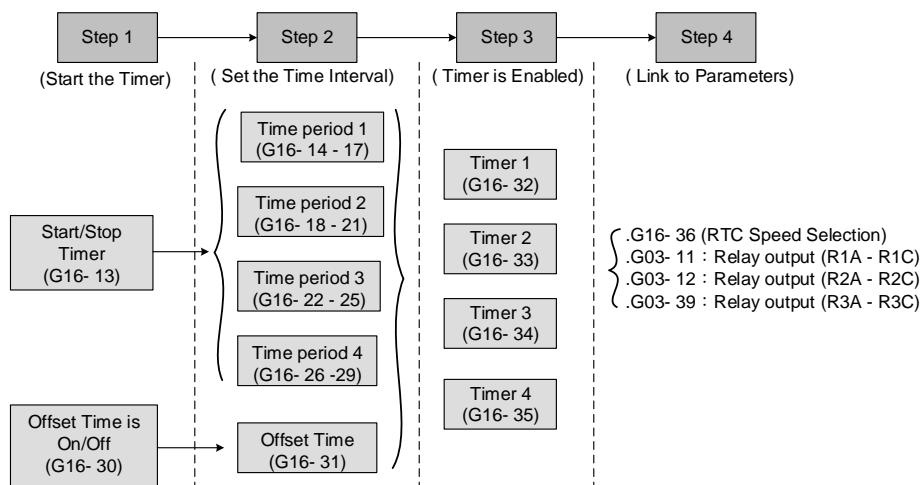 Step 1
Step 2
Step 3
Step 4
(Start the Timer)
( Set the Time Interval)
( Timer is Enabled)
( Link to Parameters)
Start/Stop
Timer
(G16- 13)
Offset Time is
On/Off
(G16- 30)
Time period 1
(G16- 14 - 17)
Time period 2
(G16- 18 - 21)
Time period 3
(G16- 22 - 25)
Time period 4
(G16- 26 -29)
Offset Time
(G16- 31)
Timer 1
(G16- 32)
Timer 2
(G16- 33)
Timer 3
(G16- 34)
Timer 4
(G16- 35)
.G16- 36 (RTC Speed Selection)
.G03- 11：Relay output (R1A - R1C)
.G03- 12：Relay output (R2A - R2C)
.G03- 39：Relay output (R3A - R3C)